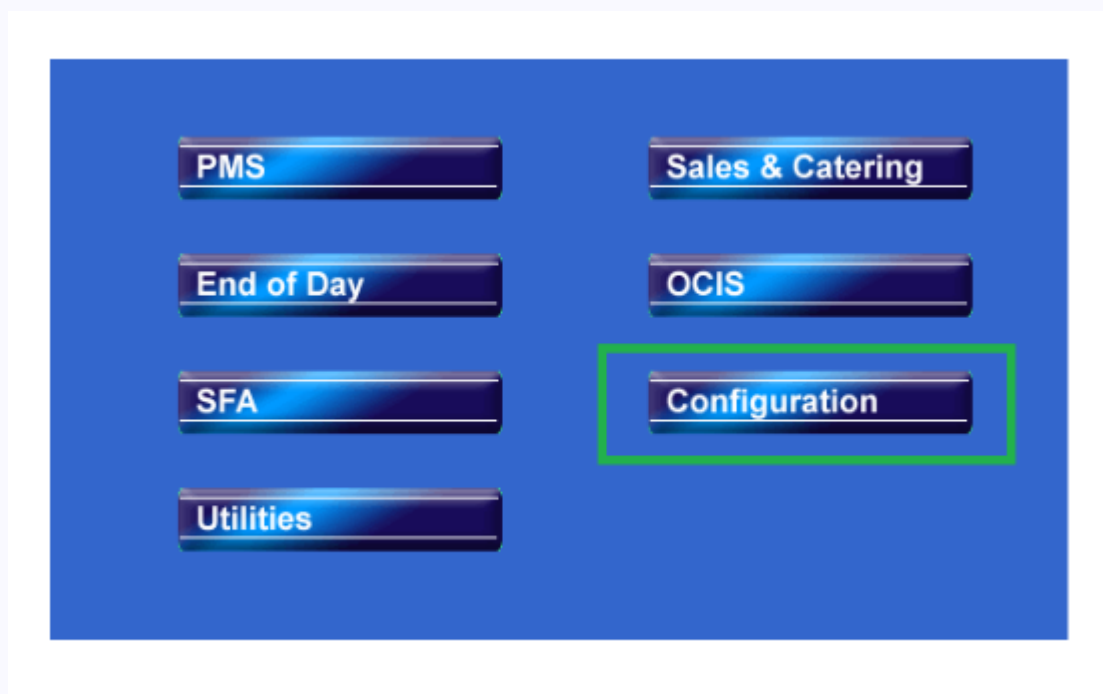 PMS
Sales & Catering
End of Day
OCIS
SFA
Configuration
Utilities